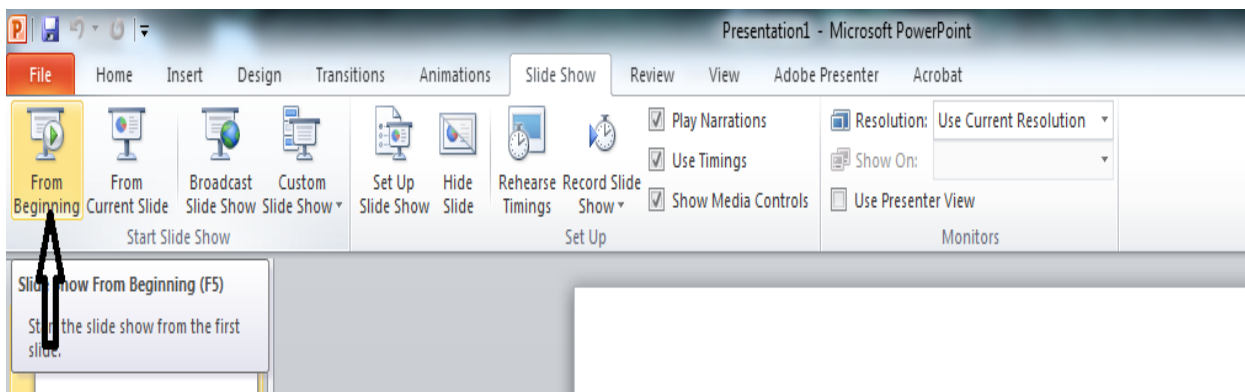 P
Presentation1 - Microsoft PowerPoint
File Home Insert Design Transitions Animations Slide Show Review View Adobe Presenter Acrobat
From Beginning
From Current Slide
Broadcast Slide Show
Custom Slide Show
Set Up Slide Show
Hide Slide
Rehearse Timings
Record Slide Show
Play Narrations
Use Timings
Show Media Controls
Resolution: Use Current Resolution
Show On:
Use Presenter View
Start Slide Show
Set Up
Monitors
Slide Show From Beginning (F5)
Start the slide show from the first
slide.